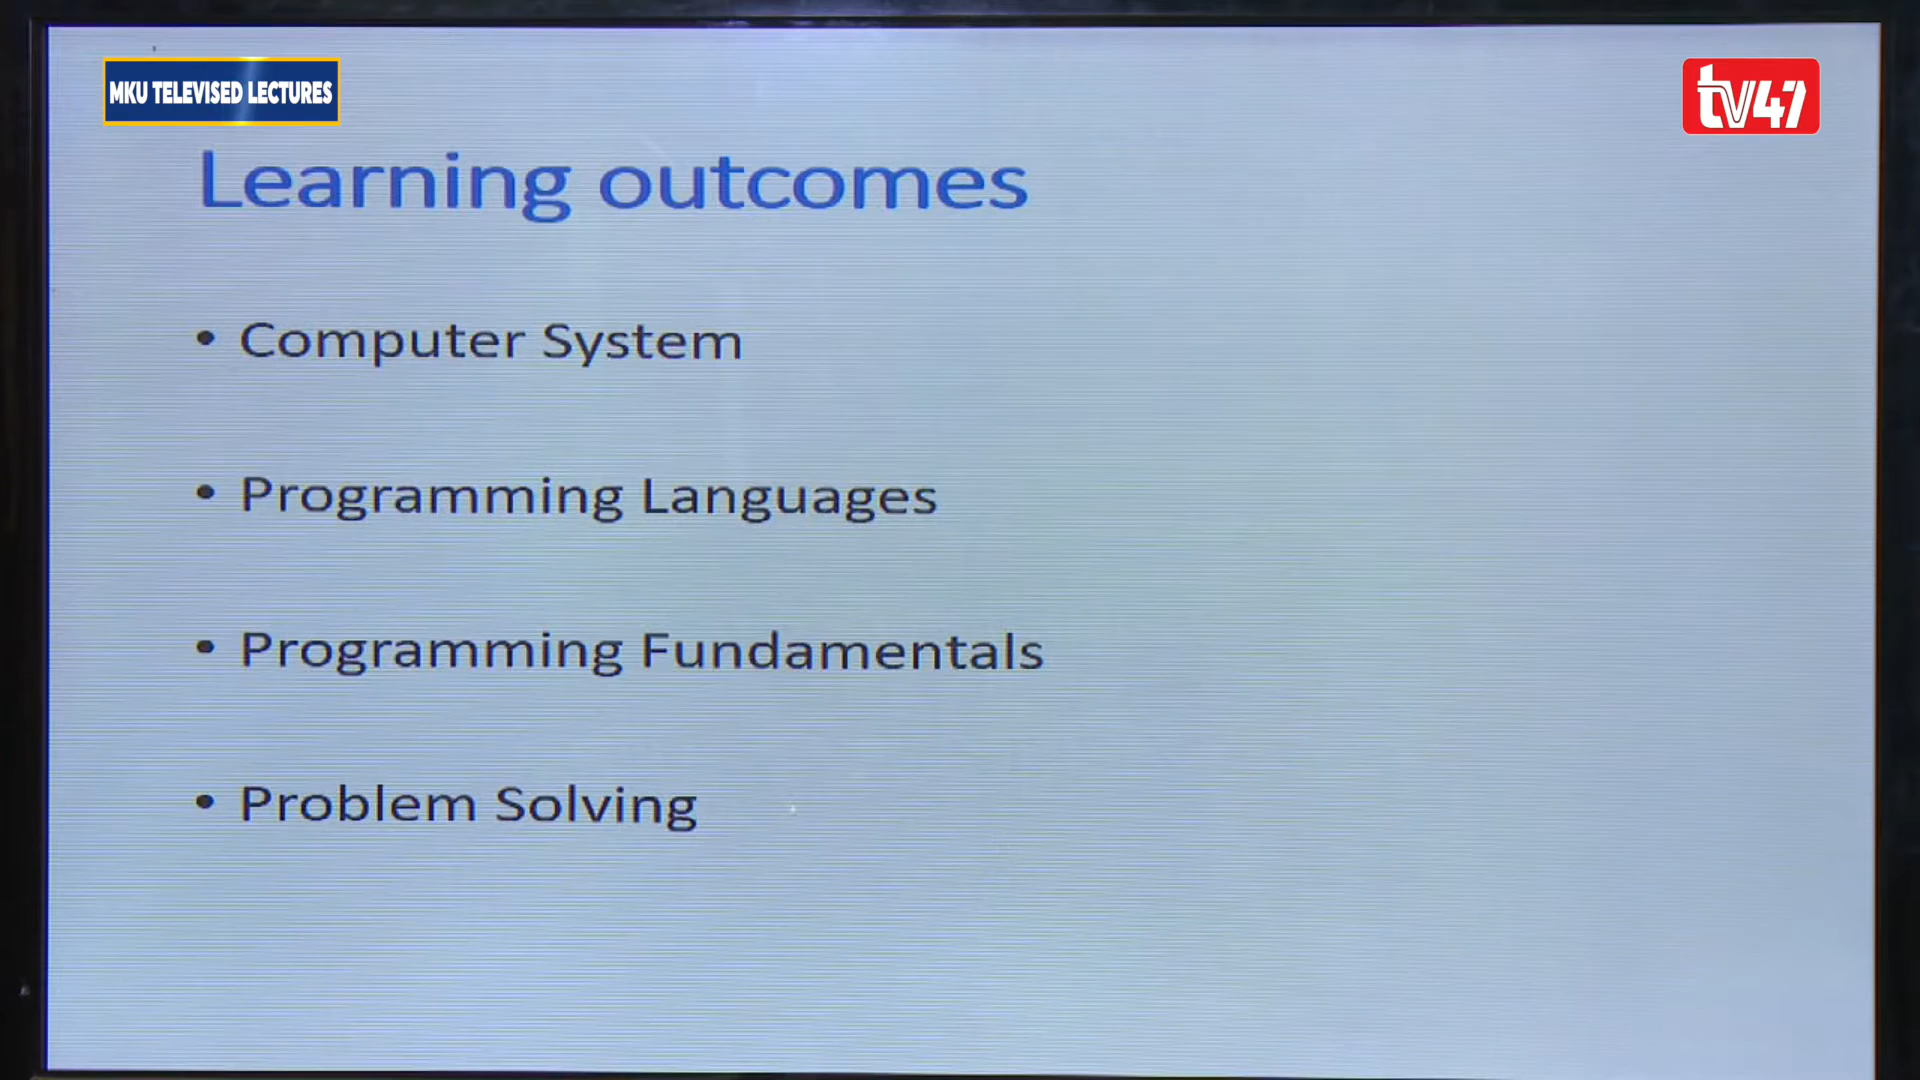 MKU TELEVISED LECTURES
tv47
Learning outcomes
• Computer System
• Programming Languages
• Programming Fundamentals
• Problem Solving